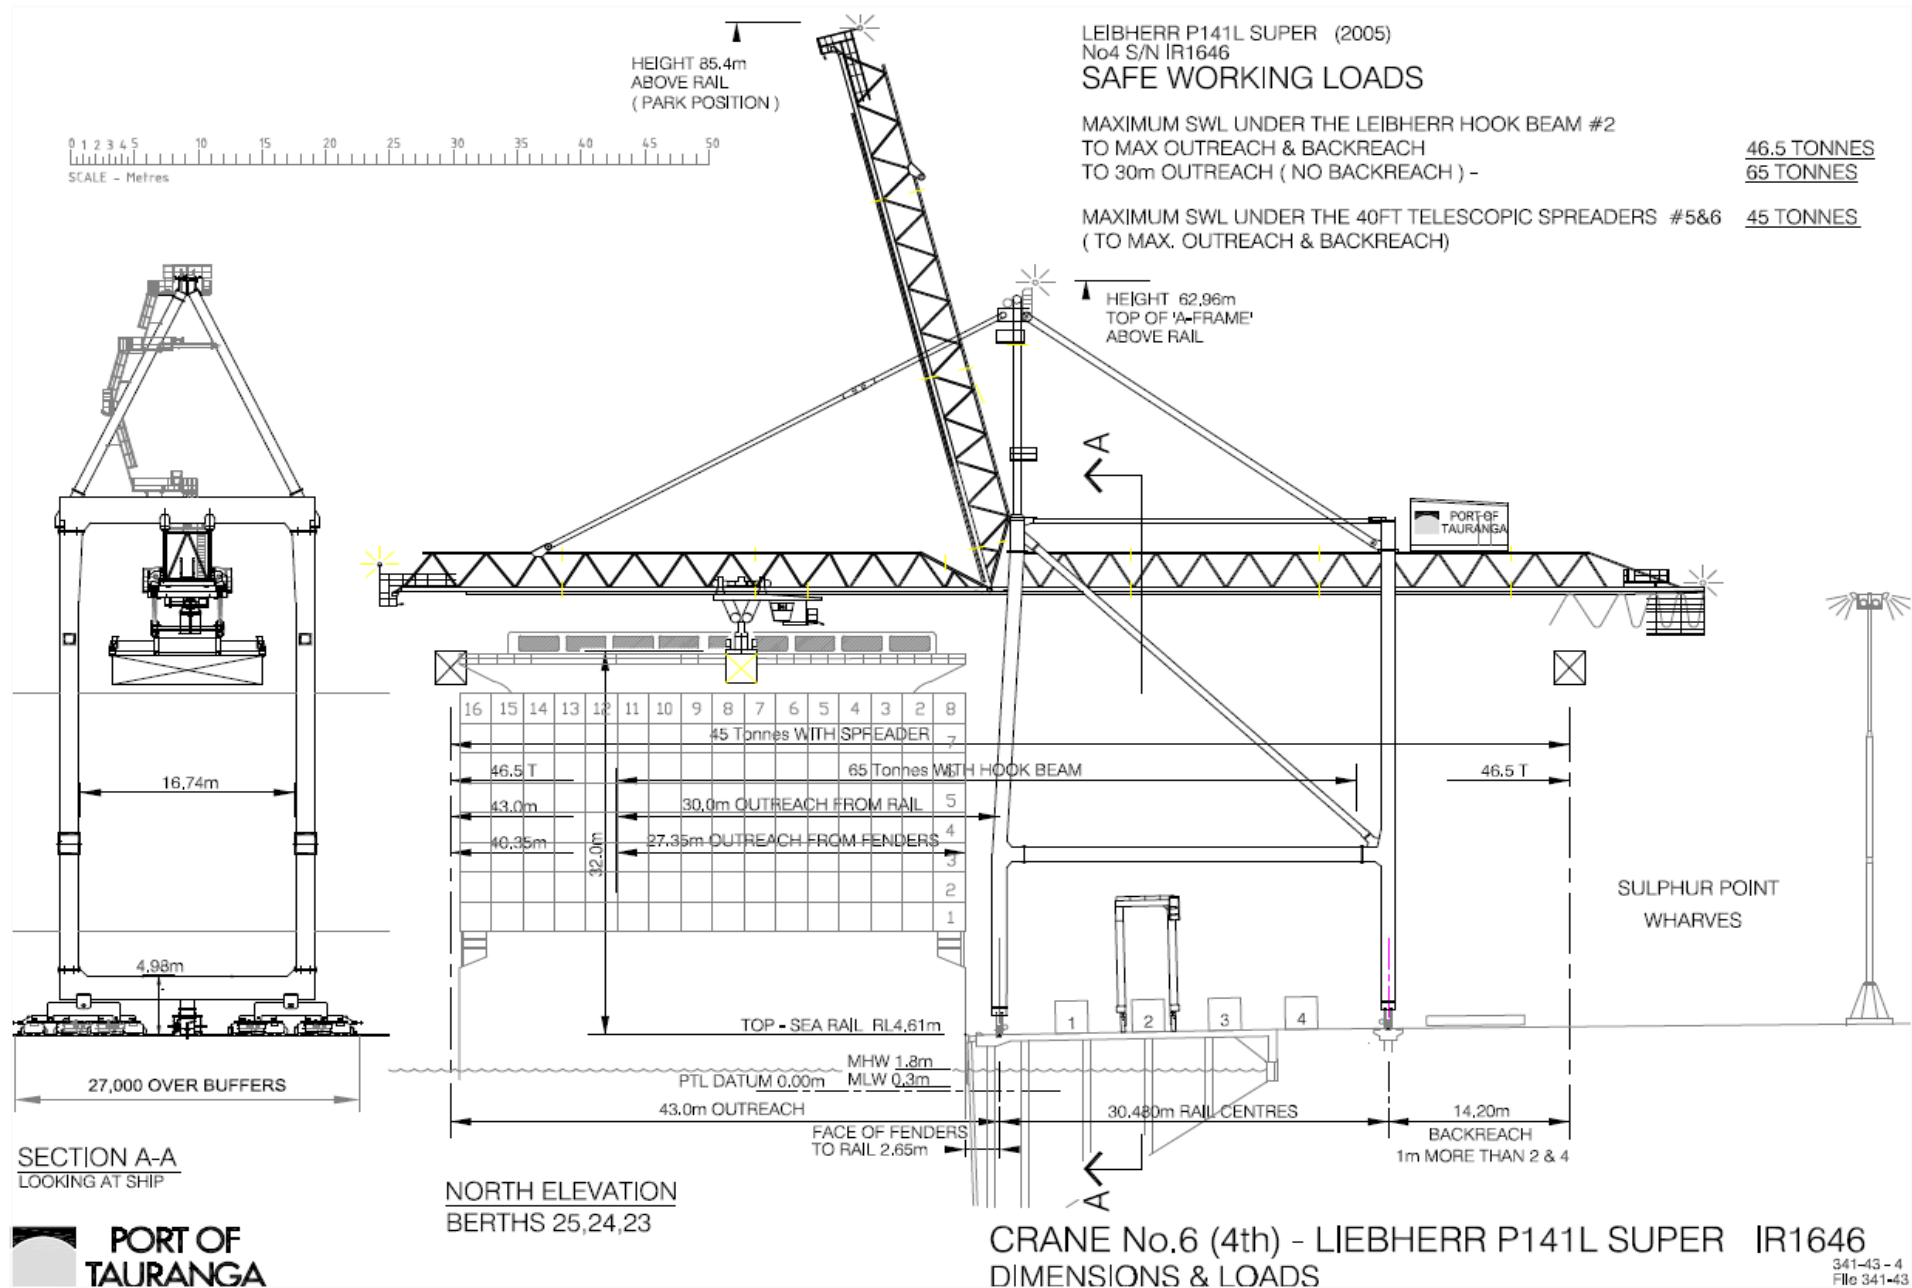 LEIBHERR P141L SUPER (2005)
No4 S/N IR1646
SAFE WORKING LOADS
MAXIMUM SWL UNDER THE LEIBHERR HOOK BEAM #2
TO MAX OUTREACH & BACKREACH 46.5 TONNES
TO 30m OUTREACH ( NO BACKREACH ) - 65 TONNES
MAXIMUM SWL UNDER THE 40FT TELESCOPIC SPREADERS #5&6 45 TONNES
( TO MAX. OUTREACH & BACKREACH)
HEIGHT 85.4m
ABOVE RAIL
( PARK POSITION )
0 1 2 3 4 5 10 15 20 25 30 35 40 45 50
SCALE - Metres
HEIGHT 62.96m
TOP OF 'A-FRAME'
ABOVE RAIL
A
PORT OF
TAURANGA
16 15 14 13 12 11 10 9 8 7 6 5 4 3 2 8
45 Tonnes WITH SPREADER
7
46.5 T
65 Tonnes WITH HOOK BEAM
6
46.5 T
43.0m
30.0m OUTREACH FROM RAIL
5
40.35m
27.35m OUTREACH FROM FENDERS
4
3
2
1
32.0m
16.74m
4.98m
27,000 OVER BUFFERS
1 2 3 4
SULPHUR POINT
WHARVES
TOP - SEA RAIL RL4.61m
MHW 1.8m
PTL DATUM 0.00m MLW 0.3m
43.0m OUTREACH
30.480m RAIL CENTRES
14.20m
BACKREACH
1m MORE THAN 2 & 4
FACE OF FENDERS
TO RAIL 2.65m
A
SECTION A-A
LOOKING AT SHIP
NORTH ELEVATION
BERTHS 25,24,23
PORT OF
TAURANGA
CRANE No.6 (4th) - LIEBHERR P141L SUPER IR1646
DIMENSIONS & LOADS
341-43 - 4
File 341-43